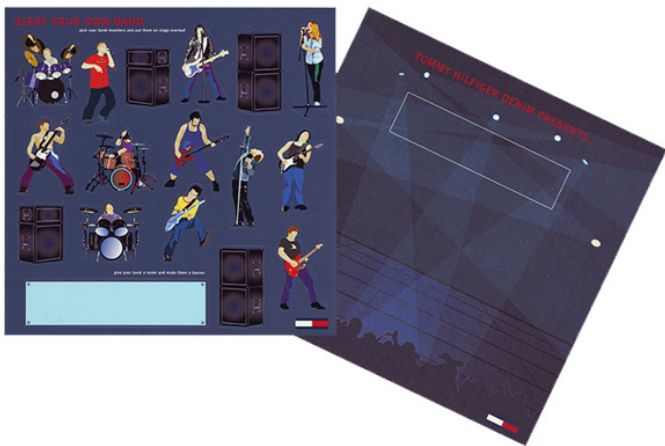 START YOUR OWN BAND
pick your band members and put them on stage overleaf
give your band a name and make them a banner
TOMMY HILFIGER DENIM PRESENTS...